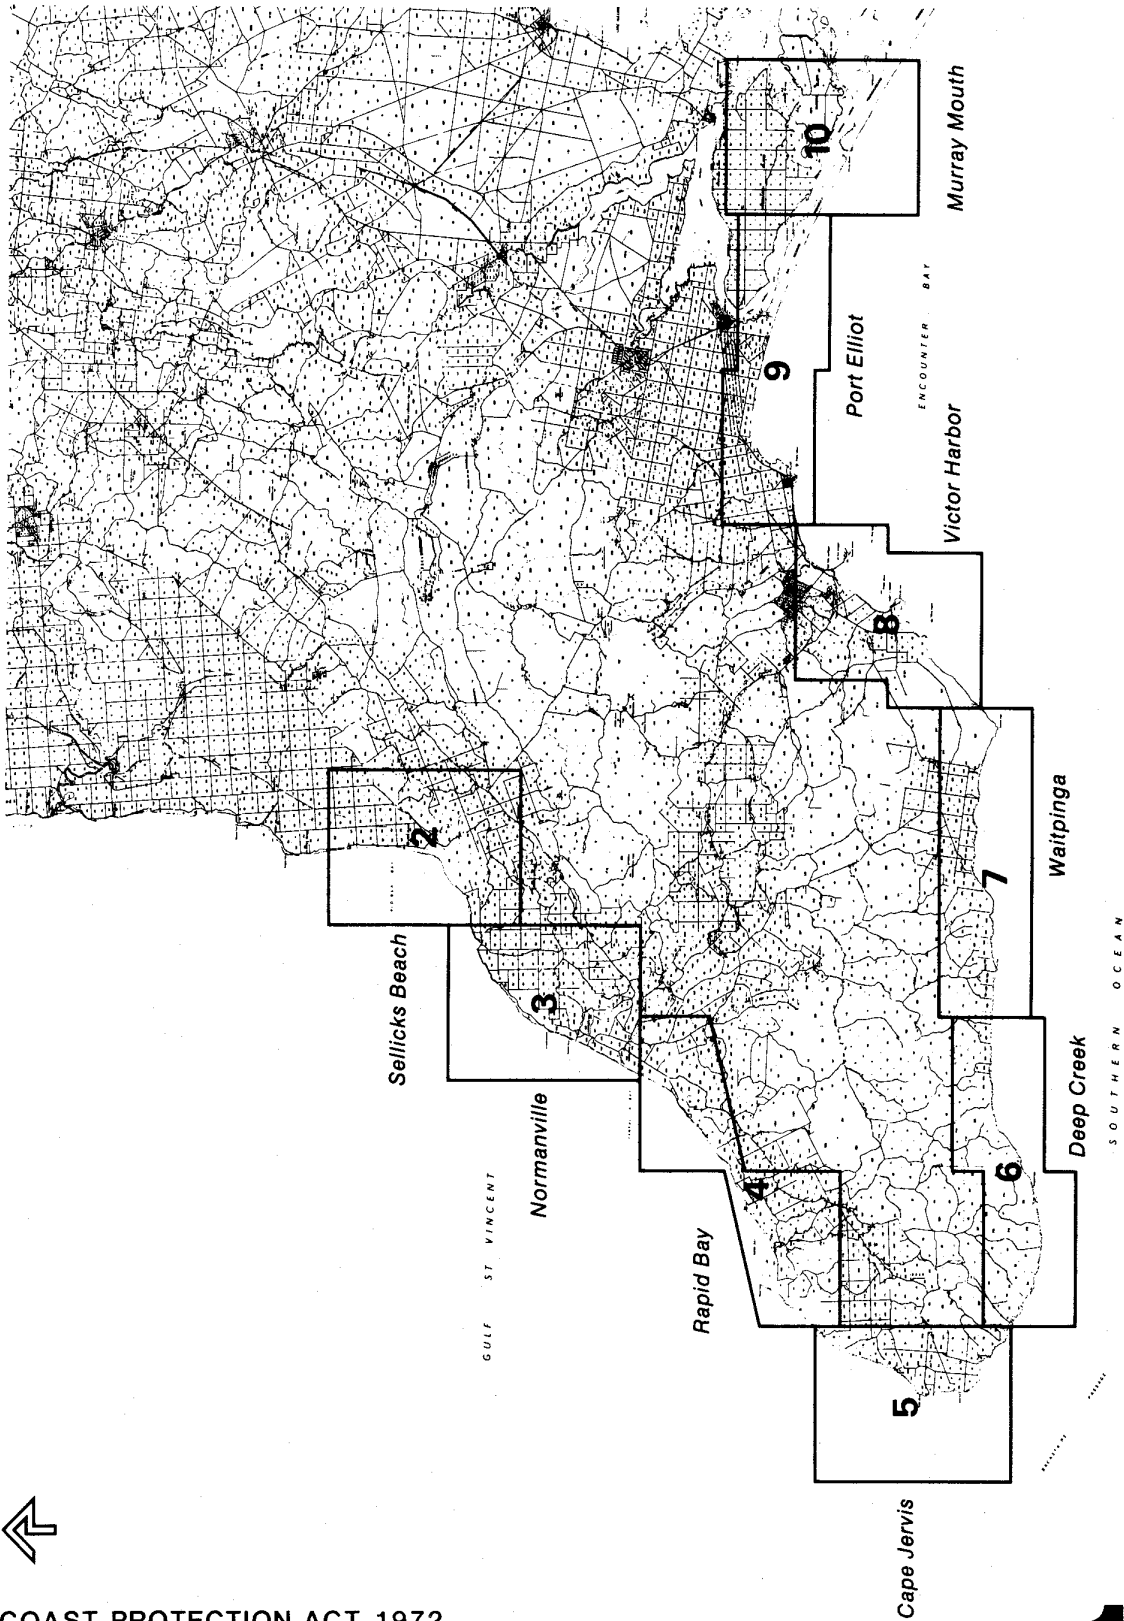 2
Sellicks Beach
3
Normanville
4
Rapid Bay
5
Cape Jervis
6
Deep Creek
7
Waitpinga
8
Victor Harbor
9
Port Elliot
10
Murray Mouth
GULF ST VINCENT
ENCOUNTER BAY
SOUTHERN OCEAN
COAST PROTECTION ACT 1972